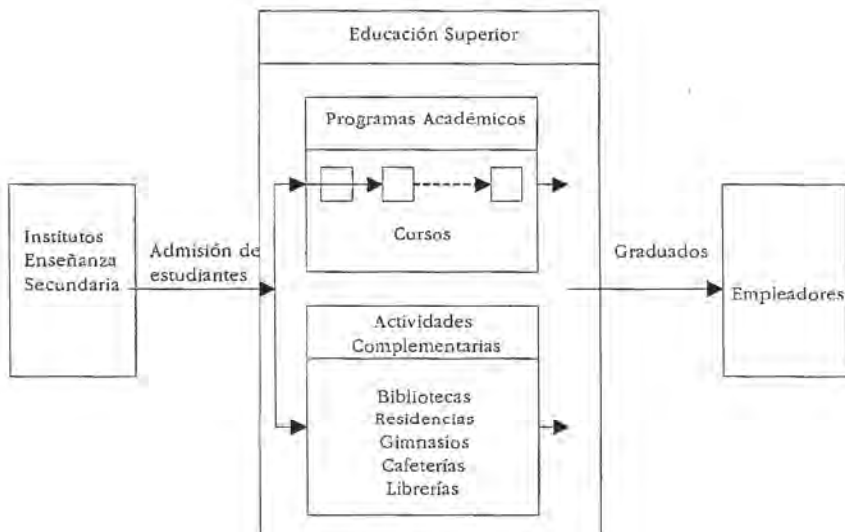 Educación Superior
Programas Académicos
Cursos
Institutos
Enseñanza
Secundaria
Admisión de
estudiantes
Actividades
Complementarias
Bibliotecas
Residencias
Gimnasios
Cafeterías
Librerías
Graduados
Empleadores